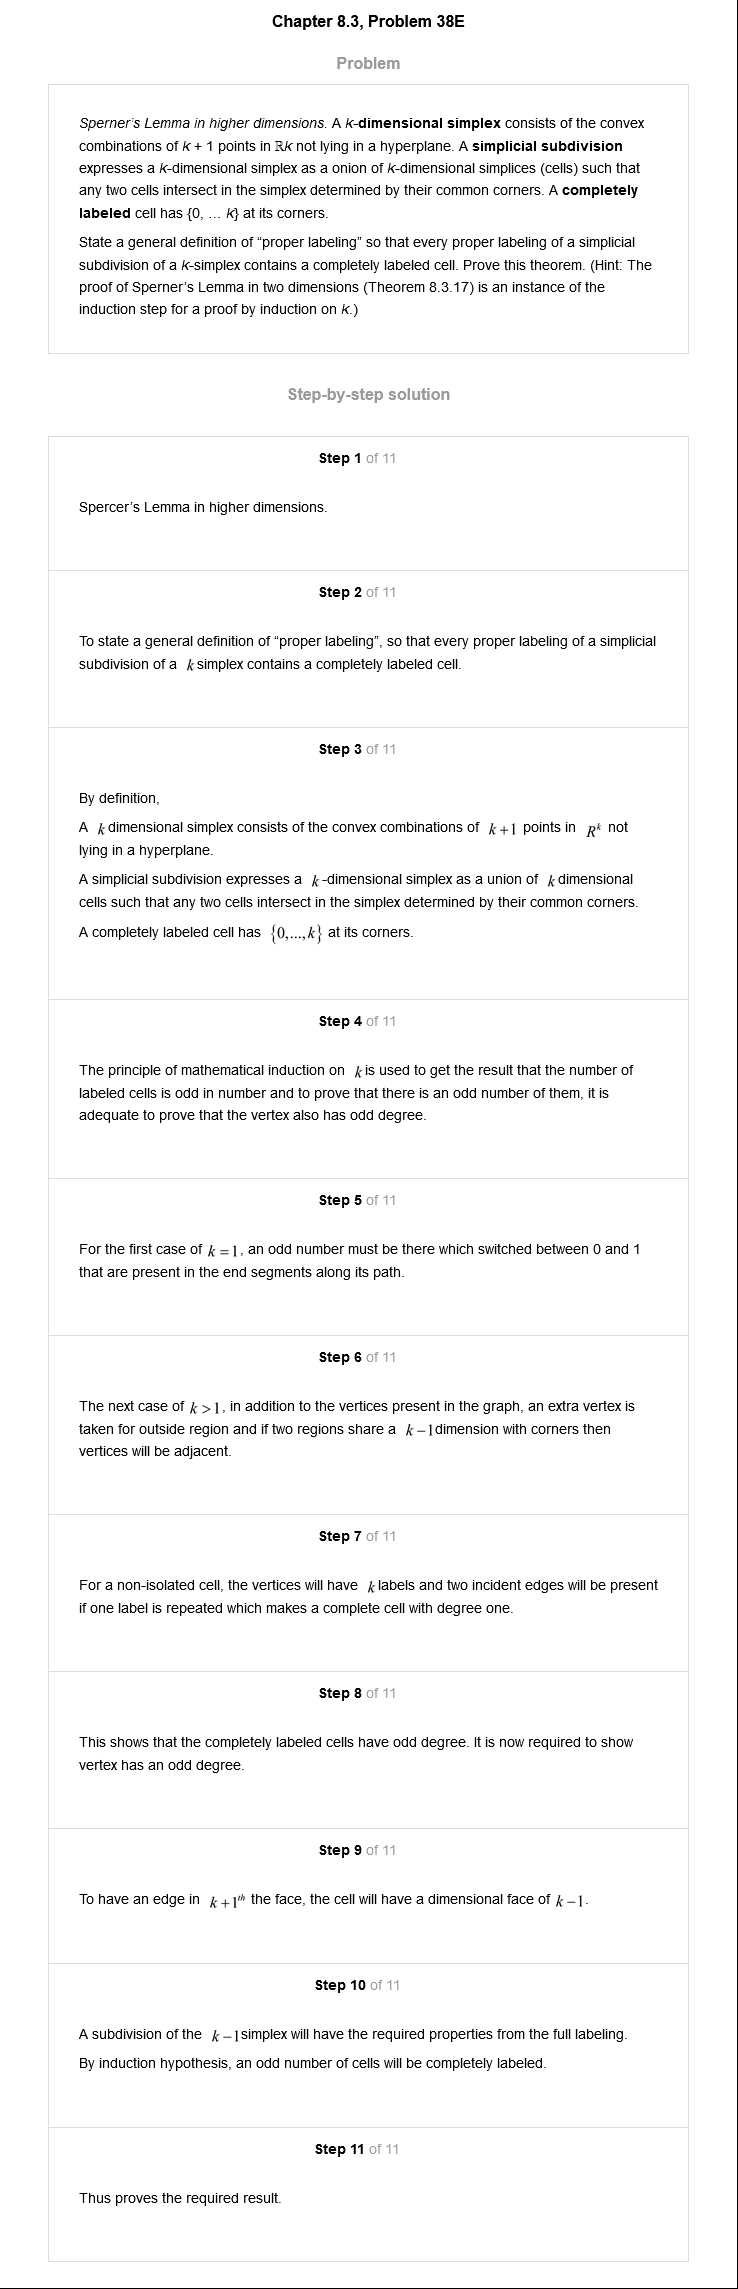 Chapter 8.3, Problem 38E
Problem
Sperner's Lemma in higher dimensions. A k-dimensional simplex consists of the convex
combinations of k + 1 points in ℝk not lying in a hyperplane. A simplicial subdivision
expresses a k-dimensional simplex as a onion of k-dimensional simplices (cells) such that
any two cells intersect in the simplex determined by their common corners. A completely
labeled cell has {0, ... k} at its corners.
State a general definition of “proper labeling” so that every proper labeling of a simplicial
subdivision of a k-simplex contains a completely labeled cell. Prove this theorem. (Hint: The
proof of Sperner's Lemma in two dimensions (Theorem 8.3.17) is an instance of the
induction step for a proof by induction on k.)
Step-by-step solution
Step 1 of 11
Spercer's Lemma in higher dimensions.
Step 2 of 11
To state a general definition of “proper labeling”, so that every proper labeling of a simplicial
subdivision of a k simplex contains a completely labeled cell.
Step 3 of 11
By definition,
A k dimensional simplex consists of the convex combinations of k+1 points in R^k not
lying in a hyperplane.
A simplicial subdivision expresses a k-dimensional simplex as a union of k dimensional
cells such that any two cells intersect in the simplex determined by their common corners.
A completely labeled cell has {0,...,k} at its corners.
Step 4 of 11
The principle of mathematical induction on k is used to get the result that the number of
labeled cells is odd in number and to prove that there is an odd number of them, it is
adequate to prove that the vertex also has odd degree.
Step 5 of 11
For the first case of k=1, an odd number must be there which switched between 0 and 1
that are present in the end segments along its path.
Step 6 of 11
The next case of k>1, in addition to the vertices present in the graph, an extra vertex is
taken for outside region and if two regions share a k−1 dimension with corners then
vertices will be adjacent.
Step 7 of 11
For a non-isolated cell, the vertices will have k labels and two incident edges will be present
if one label is repeated which makes a complete cell with degree one.
Step 8 of 11
This shows that the completely labeled cells have odd degree. It is now required to show
vertex has an odd degree.
Step 9 of 11
To have an edge in k+1^th the face, the cell will have a dimensional face of k−1.
Step 10 of 11
A subdivision of the k−1 simplex will have the required properties from the full labeling.
By induction hypothesis, an odd number of cells will be completely labeled.
Step 11 of 11
Thus proves the required result.